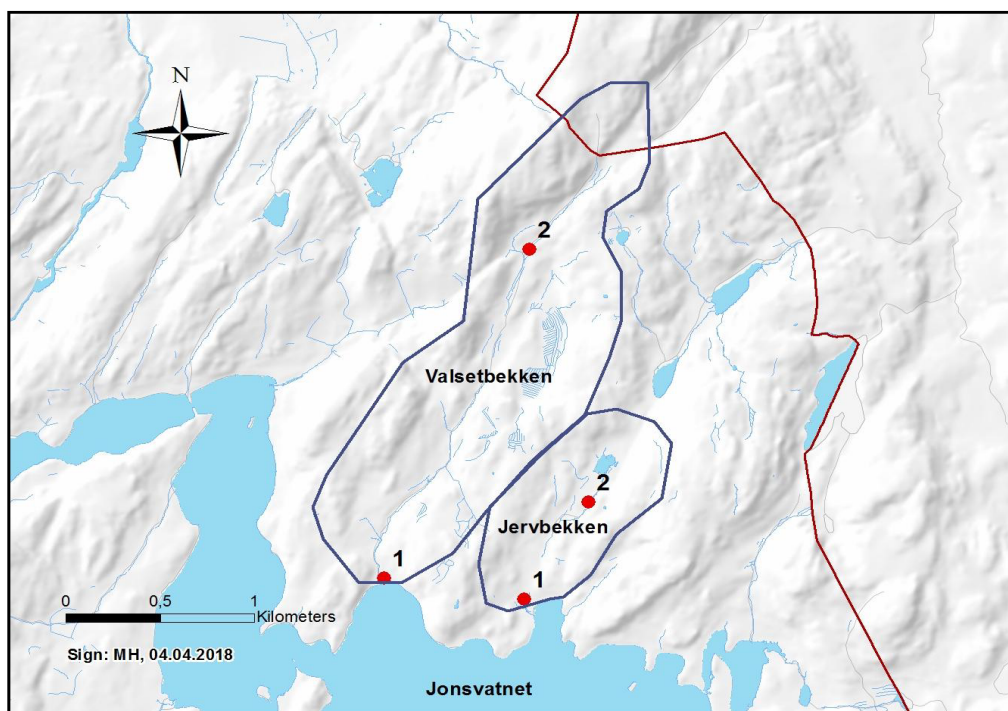 N
2
Valsetbekken
2
Jervbekken
1
1
0 0,5 1
Kilometers
Sign: MH, 04.04.2018
Jonsvatnet